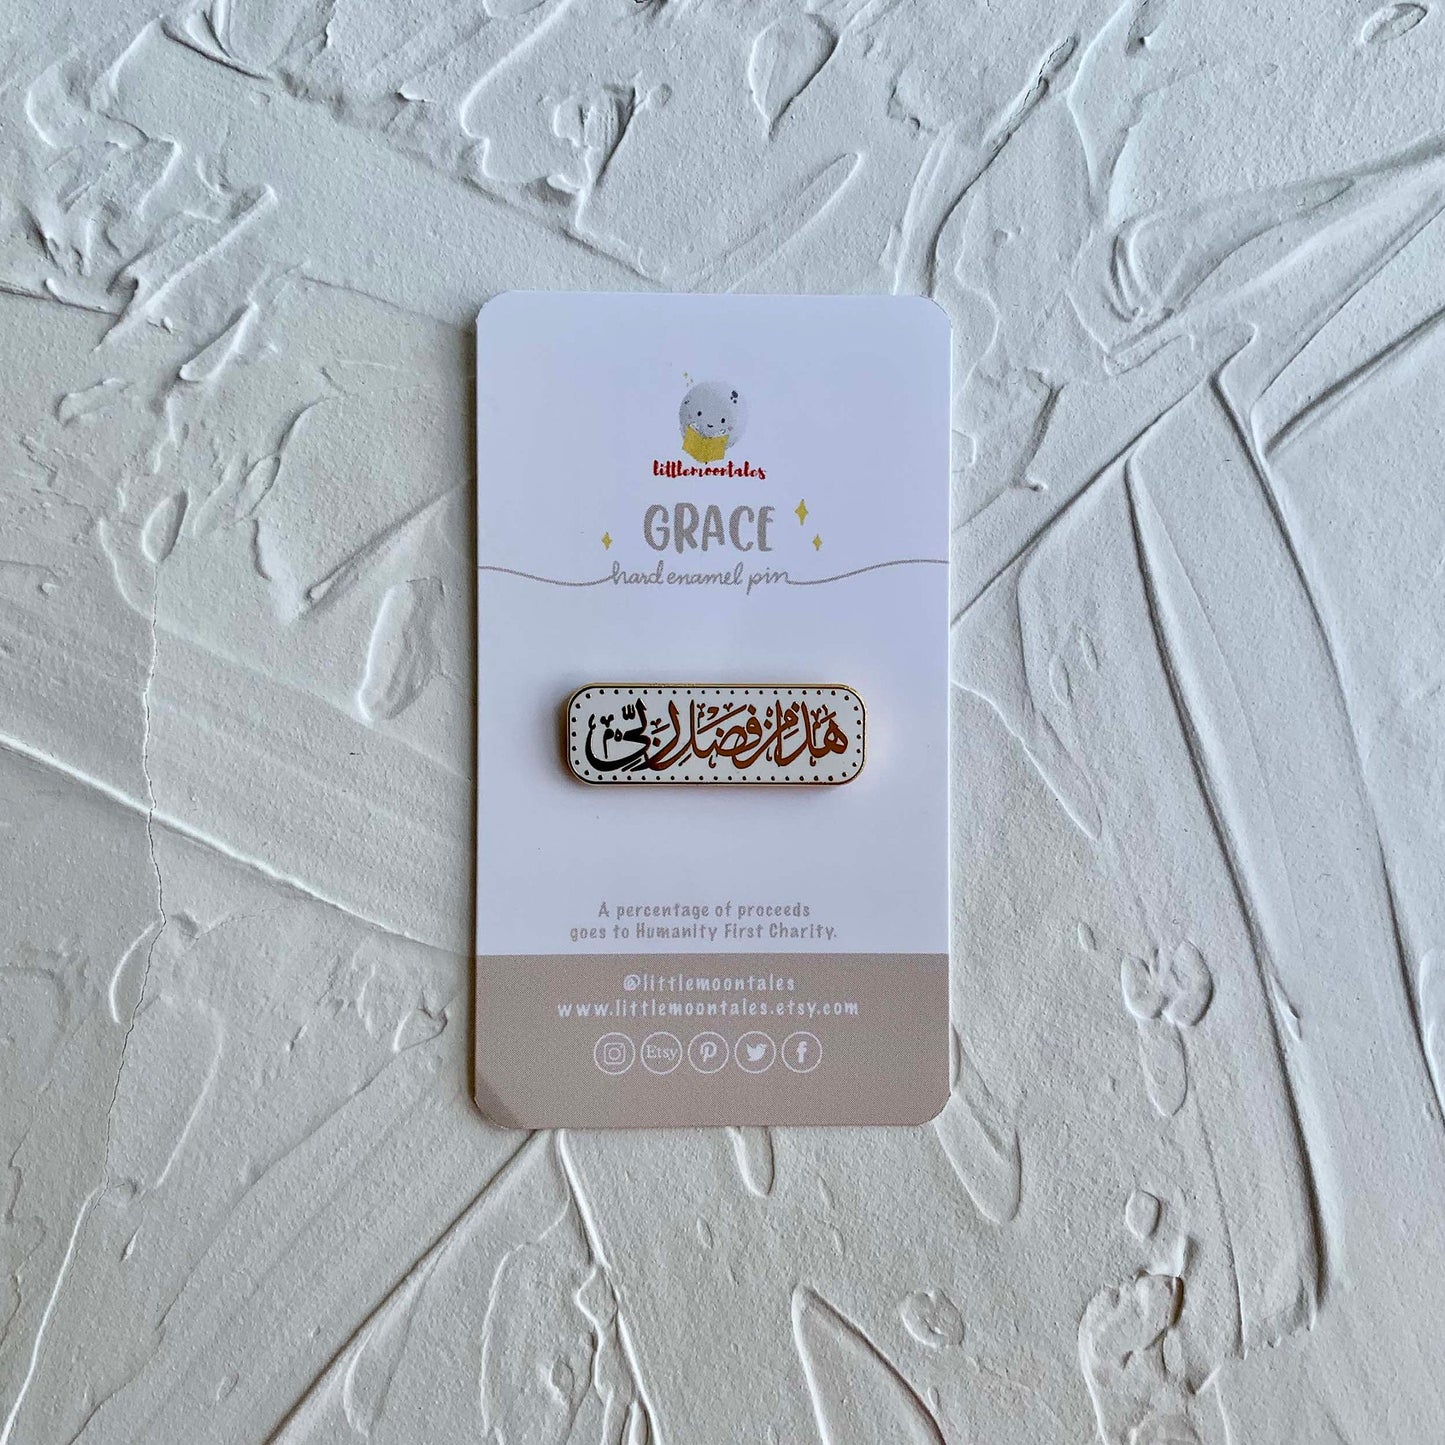 littlemoontales
GRACE
hard enamel pin
هذا من فضل ربي
A percentage of proceeds
goes to Humanity First Charity.
@littlemoontales
www.littlemoontales.etsy.com
Etsy